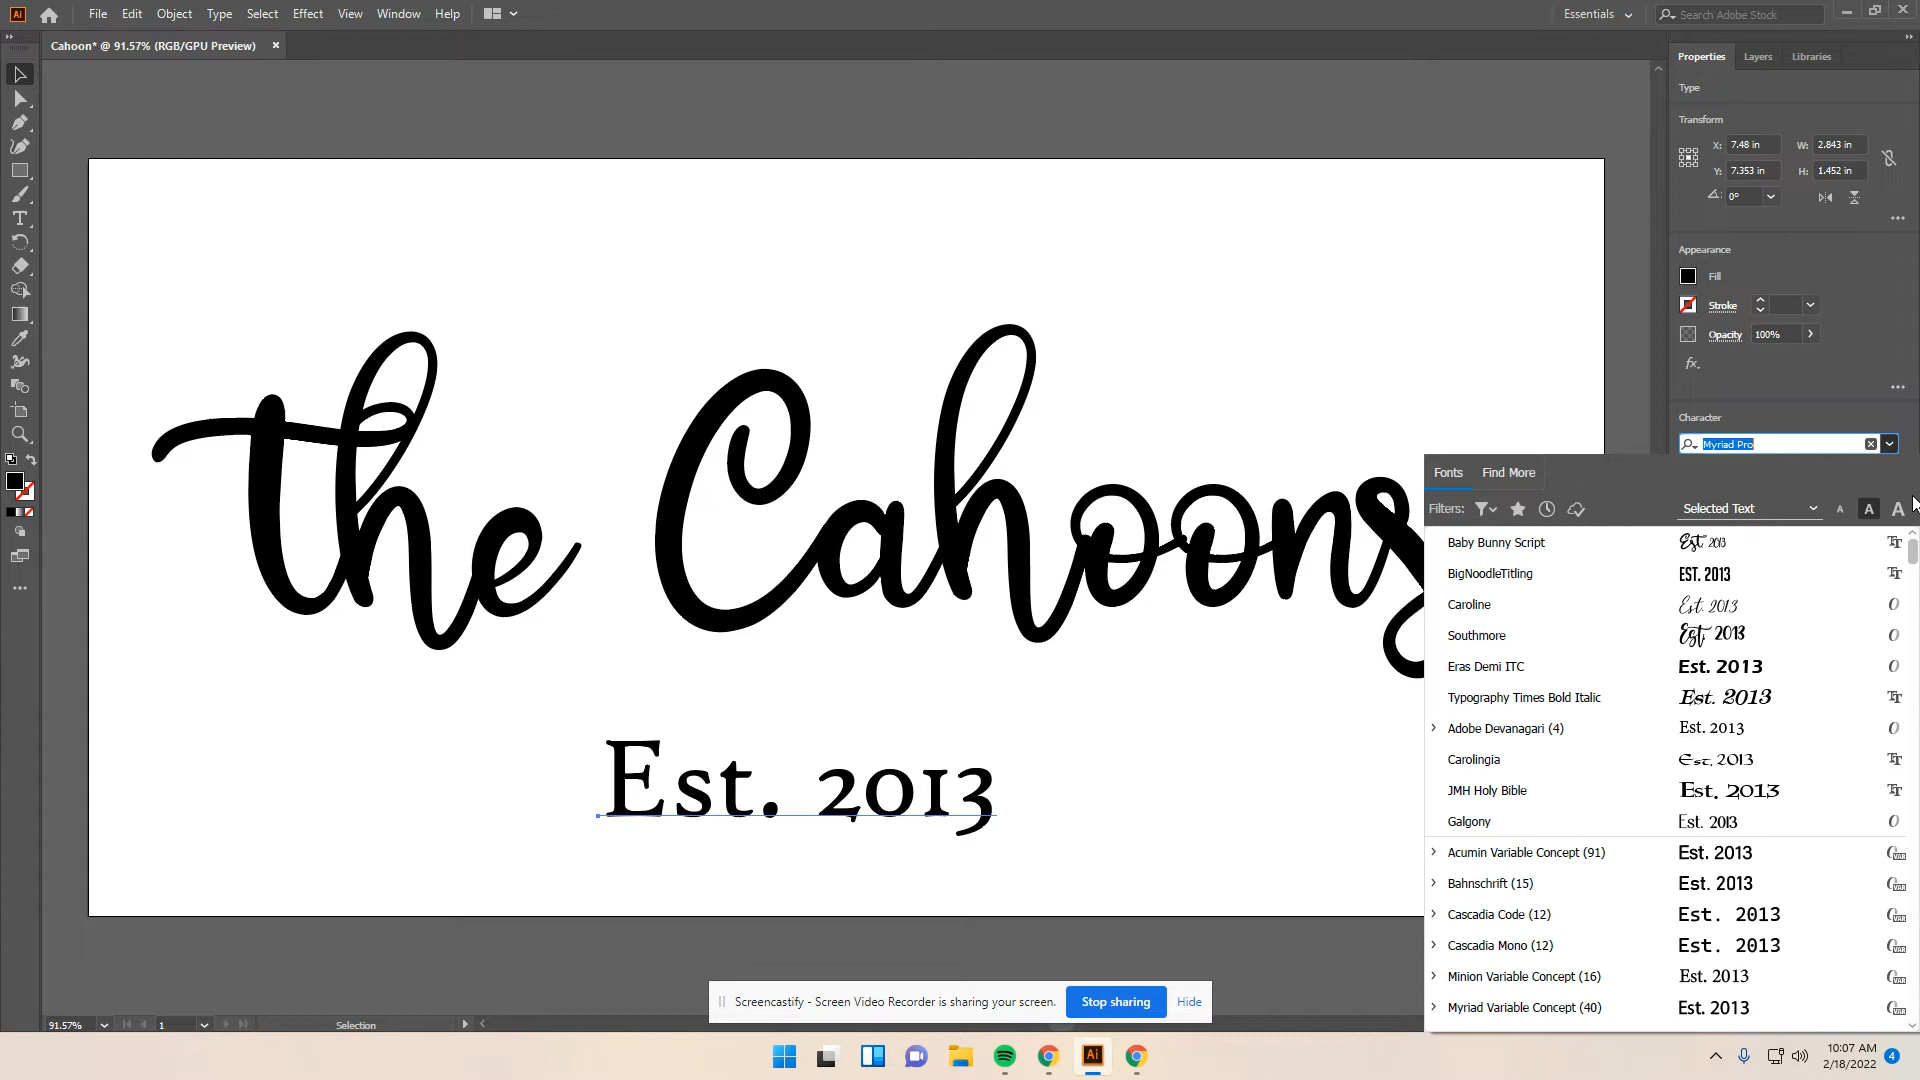 Ai File Edit Object Type Select Effect View Window Help Essentials Search Adobe Stock
Cahoon* @ 91.57% (RGB/GPU Preview) ×
Properties Layers Libraries
Type
Transform
X: 7.48 in W: 2.843 in
Y: 7.353 in H: 1.452 in
0°
Appearance
Fill
Stroke
Opacity 100%
fx.
Character
Myriad Pro
the Cahoons
Est. 2013
Fonts Find More
Filters: Selected Text A A A
Baby Bunny Script Est. 2013
BigNoodleTitling EST. 2013
Caroline Est. 2013
Southmore Est. 2013
Eras Demi ITC Est. 2013
Typography Times Bold Italic Est. 2013
Adobe Devanagari (4) Est. 2013
Carolingia Est. 2013
JMH Holy Bible Est. 2013
Galgony Est. 2013
Acumin Variable Concept (91) Est. 2013
Bahnschrift (15) Est. 2013
Cascadia Code (12) Est. 2013
Cascadia Mono (12) Est. 2013
Minion Variable Concept (16) Est. 2013
Myriad Variable Concept (40) Est. 2013
Screencastify - Screen Video Recorder is sharing your screen. Stop sharing Hide
91.57% 1 Selection
Ai
10:07 AM
2/18/2022
4